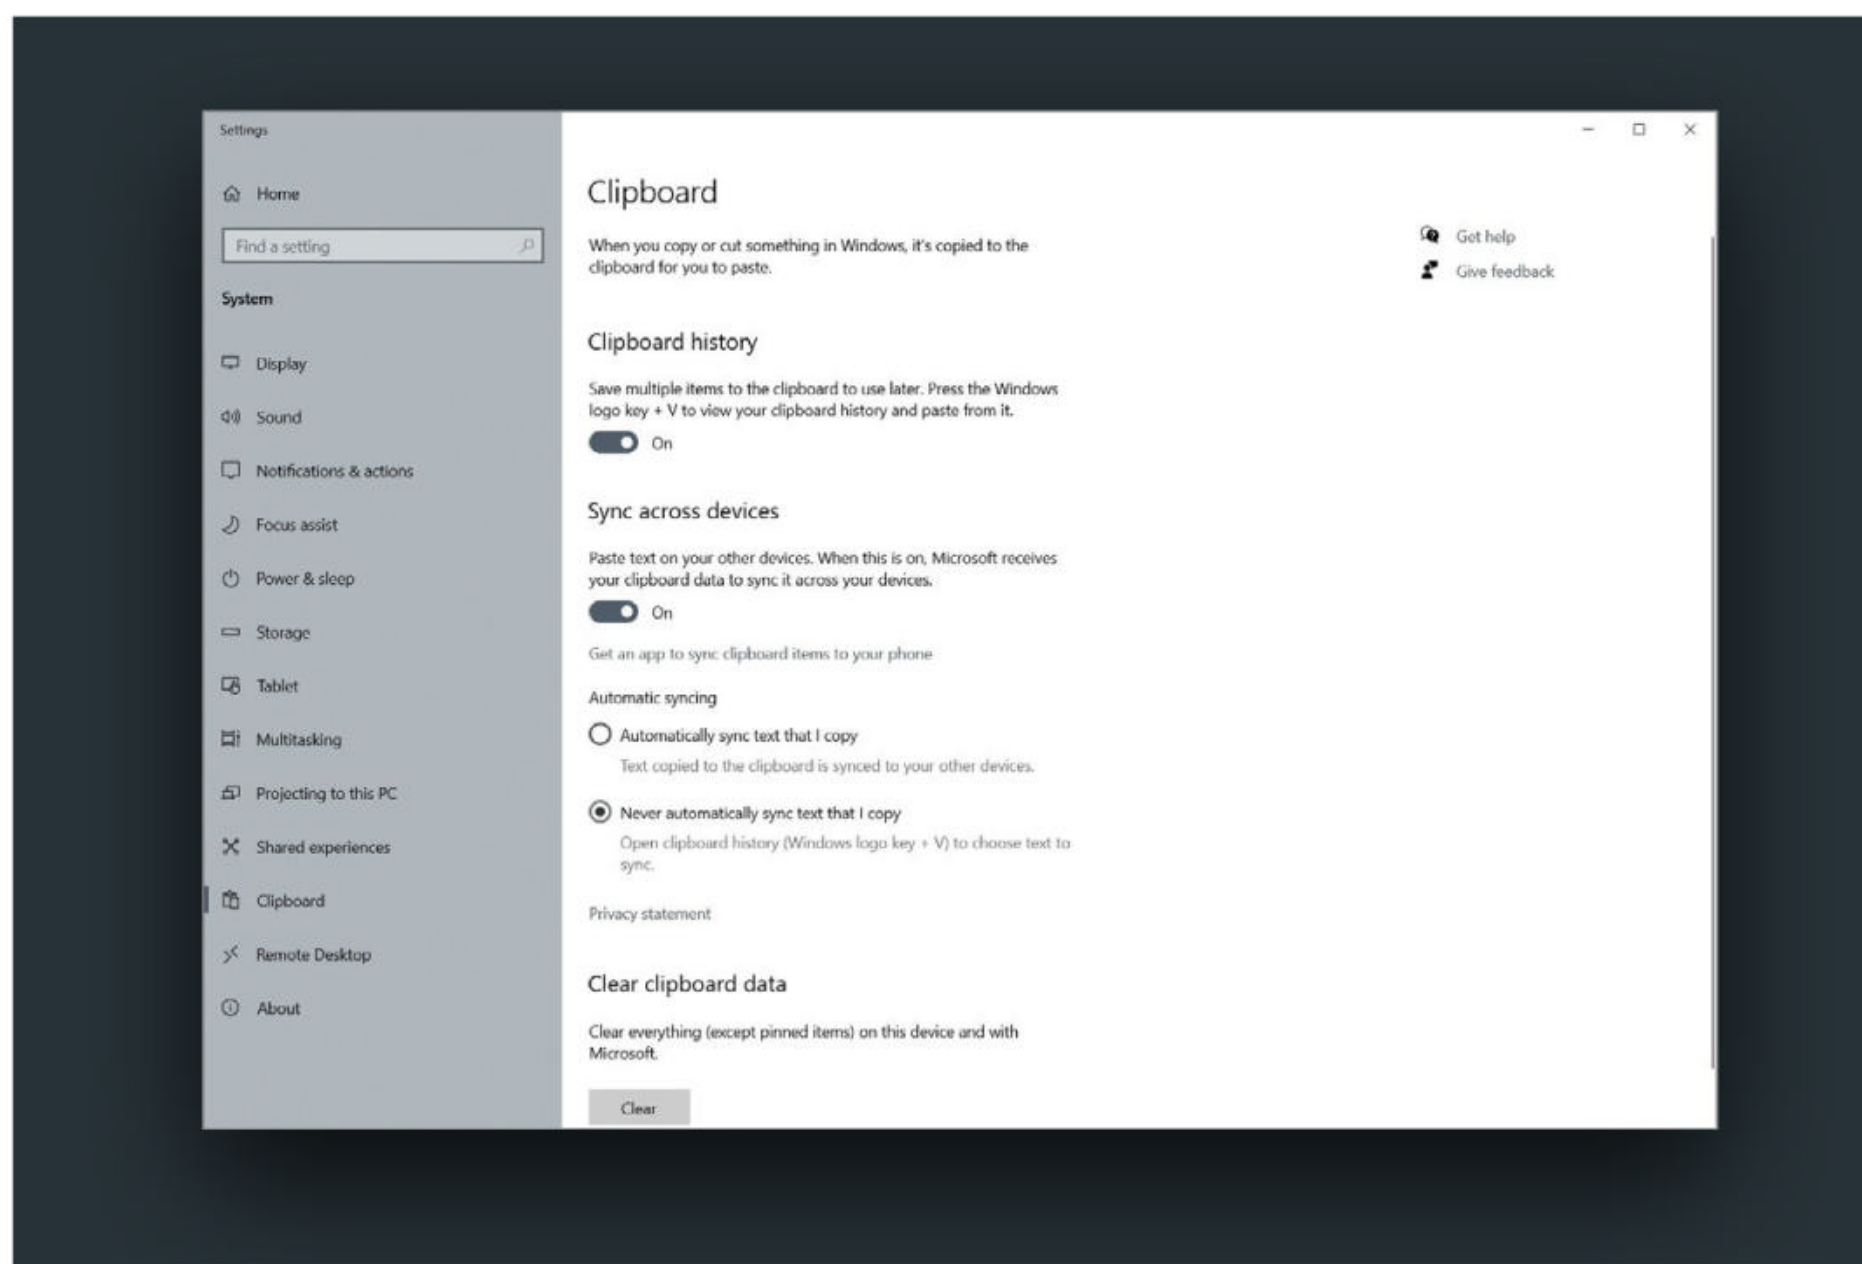 Settings
Home
Find a setting
System
Display
Sound
Notifications & actions
Focus assist
Power & sleep
Storage
Tablet
Multitasking
Projecting to this PC
Shared experiences
Clipboard
Remote Desktop
About
Clipboard
When you copy or cut something in Windows, it's copied to the
clipboard for you to paste.
Clipboard history
Save multiple items to the clipboard to use later. Press the Windows
logo key + V to view your clipboard history and paste from it.
On
Sync across devices
Paste text on your other devices. When this is on, Microsoft receives
your clipboard data to sync it across your devices.
On
Get an app to sync clipboard items to your phone
Automatic syncing
Automatically sync text that I copy
Text copied to the clipboard is synced to your other devices.
Never automatically sync text that I copy
Open clipboard history (Windows logo key + V) to choose text to
sync.
Privacy statement
Clear clipboard data
Clear everything (except pinned items) on this device and with
Microsoft.
Clear
Get help
Give feedback